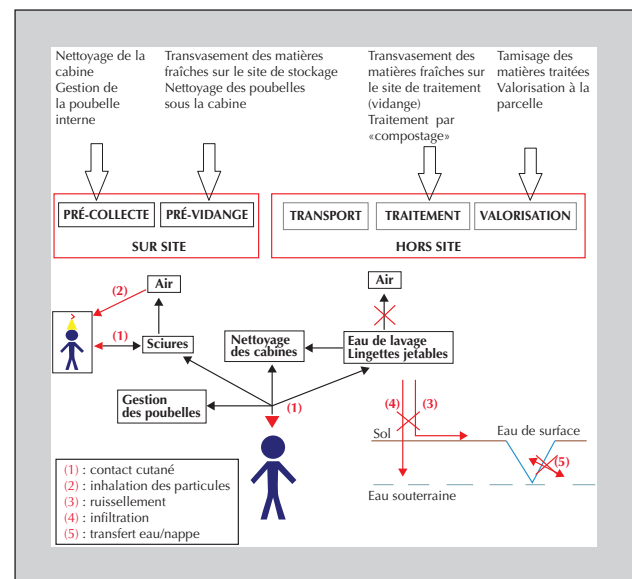 Nettoyage de la
cabine
Gestion de
la poubelle
interne
Transvasement des matières
fraîches sur le site de stockage
Nettoyage des poubelles
sous la cabine
Transvasement des
matières fraîches sur
le site de traitement
(vidange)
Traitement par
«compostage»
Tamisage des
matières traitées
Valorisation à la
parcelle
PRÉ-COLLECTE
PRÉ-VIDANGE
SUR SITE
TRANSPORT
TRAITEMENT
VALORISATION
HORS SITE
Air
(2)
(1)
Sciures
Gestion
des poubelles
Nettoyage
des cabines
(1)
Air
Eau de lavage
Lingettes jetables
(4)
(3)
Sol
Eau de surface
(5)
Eau souterraine
(1) : contact cutané
(2) : inhalation des particules
(3) : ruissellement
(4) : infiltration
(5) : transfert eau/nappe